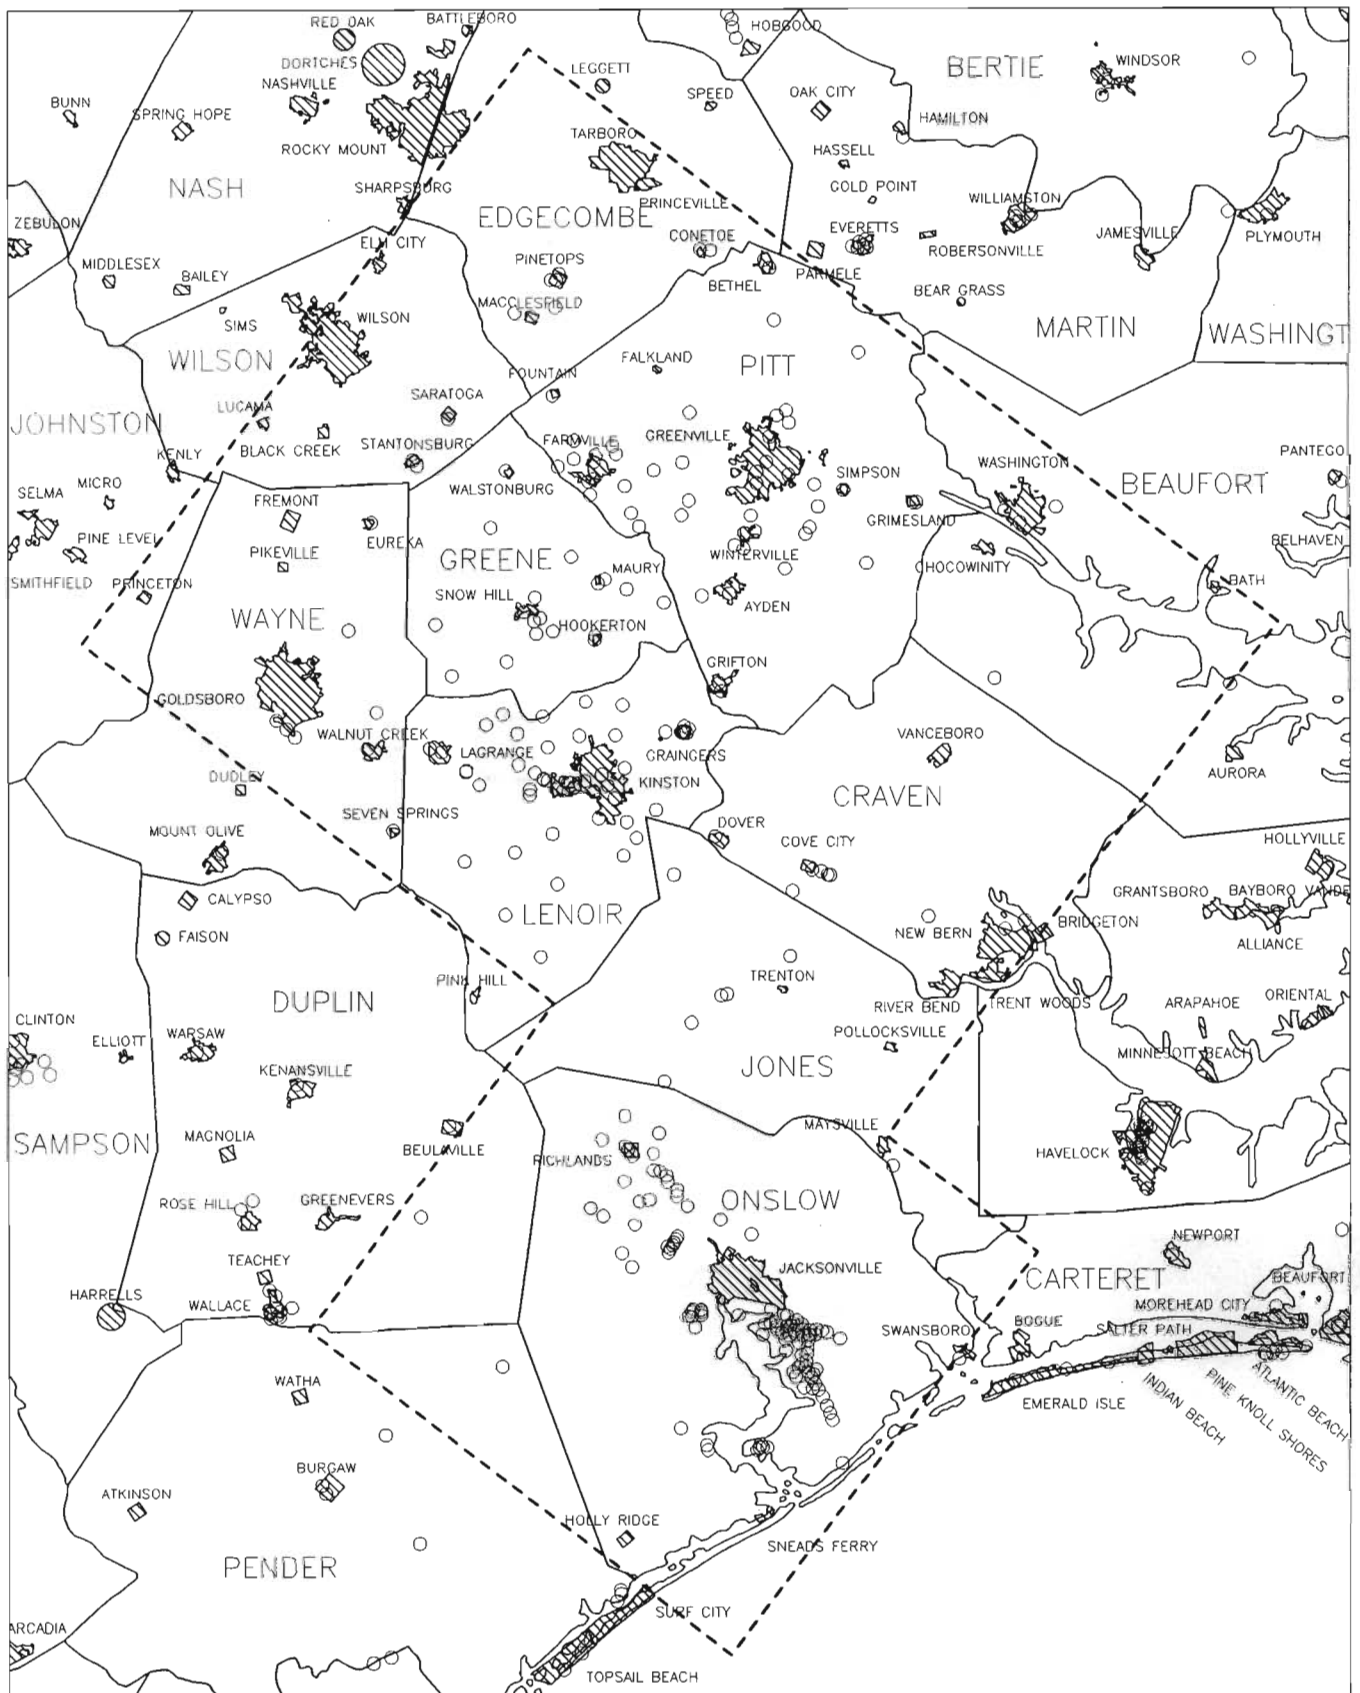 RED OAK
BATTLEBORO
HOBGOOD
BERTIE
WINDSOR
DORTCHES
LEGGETT
NASHVILLE
BUNN
SPRING HOPE
SPEED
OAK CITY
HAMILTON
TARBORO
ROCKY MOUNT
HASSELL
NASH
SHARPSBURG
GOLD POINT
PRINCEVILLE
WILLIAMSTON
EDGECOMBE
ZEBULON
ELM CITY
CONETOE
EVERETTS
ROBERSONVILLE
JAMESVILLE
PLYMOUTH
MIDDLESEX
BAILEY
PINETOPS
BETHEL
PARMELE
BEAR GRASS
MACCLESFIELD
SIMS
WILSON
MARTIN
WASHINGT
WILSON
FALKLAND
PITT
FOUNTAIN
SARATOGA
LUCAMA
JOHNSTON
BLACK CREEK
STANTONSBURG
FARMVILLE
GREENVILLE
KENLY
WASHINGTON
PANTEGO
SELMA
MICRO
SIMPSON
BEAUFORT
FREMONT
WALSTONBURG
GRIMESLAND
PINE LEVEL
PIKEVILLE
EUREKA
GREENE
WINTERVILLE
CHOCOWINITY
BELHAVEN
SMITHFIELD
PRINCETON
MAURY
BATH
SNOW HILL
AYDEN
WAYNE
HOOKERTON
GRIFTON
GOLDSBORO
WALNUT CREEK
LAGRANGE
GRAINGERS
VANCEBORO
AURORA
DUDLEY
KINSTON
CRAVEN
SEVEN SPRINGS
DOVER
MOUNT OLIVE
COVE CITY
HOLLYVILLE
CALYPSO
GRANTSBORO
BAYBORO
VANDE
LENOIR
FAISON
NEW BERN
BRIDGETON
ALLIANCE
PINK HILL
TRENTON
DUPLIN
RIVER BEND
TRENT WOODS
ARAPAHOE
ORIENTAL
CLINTON
ELLIOTT
WARSAW
POLLOCKSVILLE
MINNESOTT BEACH
KENANSVILLE
JONES
SAMPSON
MAGNOLIA
BEULAVILLE
MAYSVILLE
RICHLANDS
HAVELOCK
ROSE HILL
GREENEVERS
ONSLOW
NEWPORT
TEACHEY
JACKSONVILLE
CARTERET
BEAUFORT
HARRELLS
WALLACE
MOREHEAD CITY
SWANSBORO
BOGUE
SALTER PATH
WATHA
EMERALD ISLE
INDIAN BEACH
PINE KNOLL SHORES
ATLANTIC BEACH
BURGAW
ATKINSON
HOLLY RIDGE
SNEADS FERRY
PENDER
SURF CITY
ARCADIA
TOPSAIL BEACH